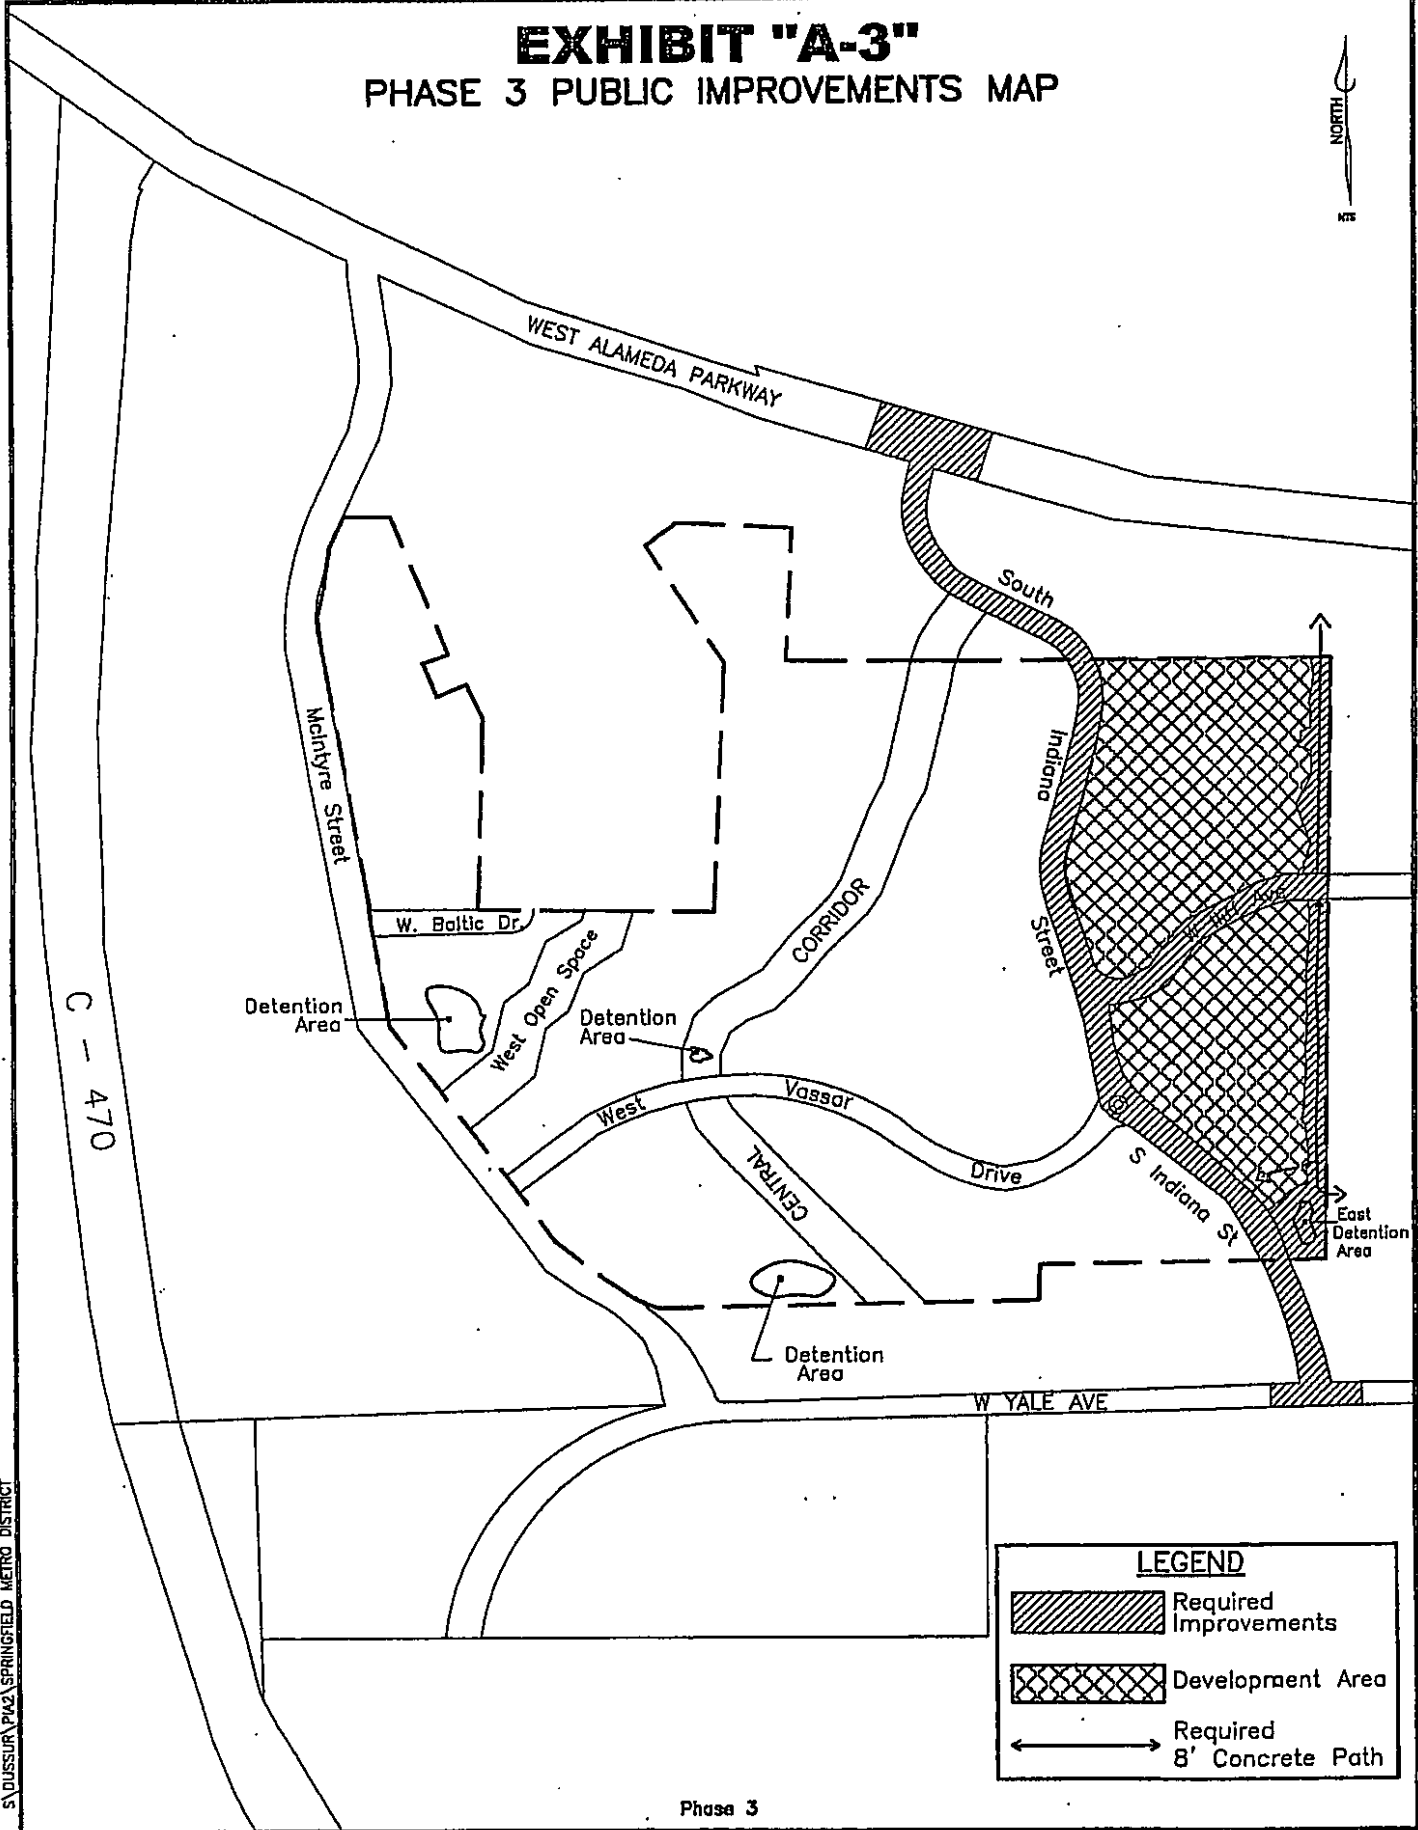 EXHIBIT "A-3"
PHASE 3 PUBLIC IMPROVEMENTS MAP
NORTH
NTS
WEST ALAMEDA PARKWAY
South
Indiana
Street
McIntyre Street
CORRIDOR
W. Baltic Dr.
West Open Space
Detention
Area
Detention
Area
C - 470
West
Vassar
Drive
CENTRAL
S Indiana St
East
Detention
Area
Detention
Area
W YALE AVE
LEGEND
Required
Improvements
Development Area
Required
8' Concrete Path
S:\DUSSUR\PIA2\SPRINGFIELD METRO DISTRICT
Phase 3